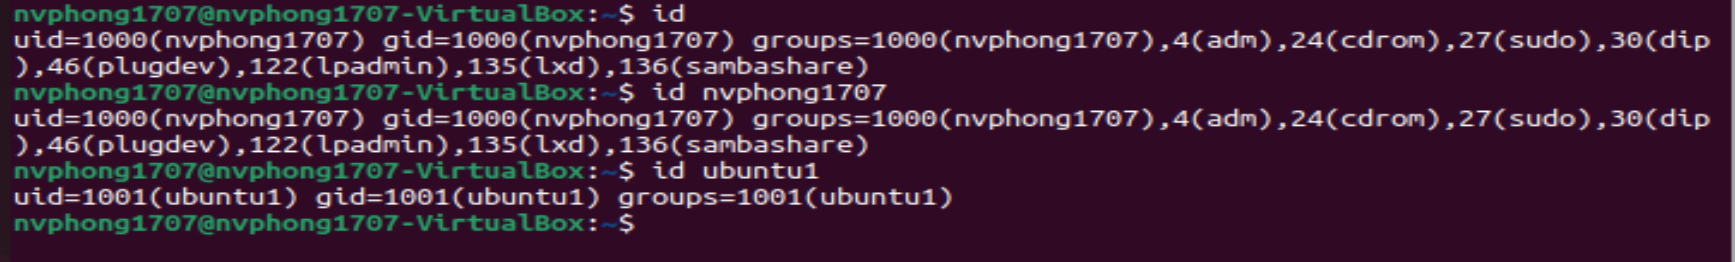 nvphong1707@nvphong1707-VirtualBox:~$ id
uid=1000(nvphong1707) gid=1000(nvphong1707) groups=1000(nvphong1707),4(adm),24(cdrom),27(sudo),30(dip
),46(plugdev),122(lpadmin),135(lxd),136(sambashare)
nvphong1707@nvphong1707-VirtualBox:~$ id nvphong1707
uid=1000(nvphong1707) gid=1000(nvphong1707) groups=1000(nvphong1707),4(adm),24(cdrom),27(sudo),30(dip
),46(plugdev),122(lpadmin),135(lxd),136(sambashare)
nvphong1707@nvphong1707-VirtualBox:~$ id ubuntu1
uid=1001(ubuntu1) gid=1001(ubuntu1) groups=1001(ubuntu1)
nvphong1707@nvphong1707-VirtualBox:~$